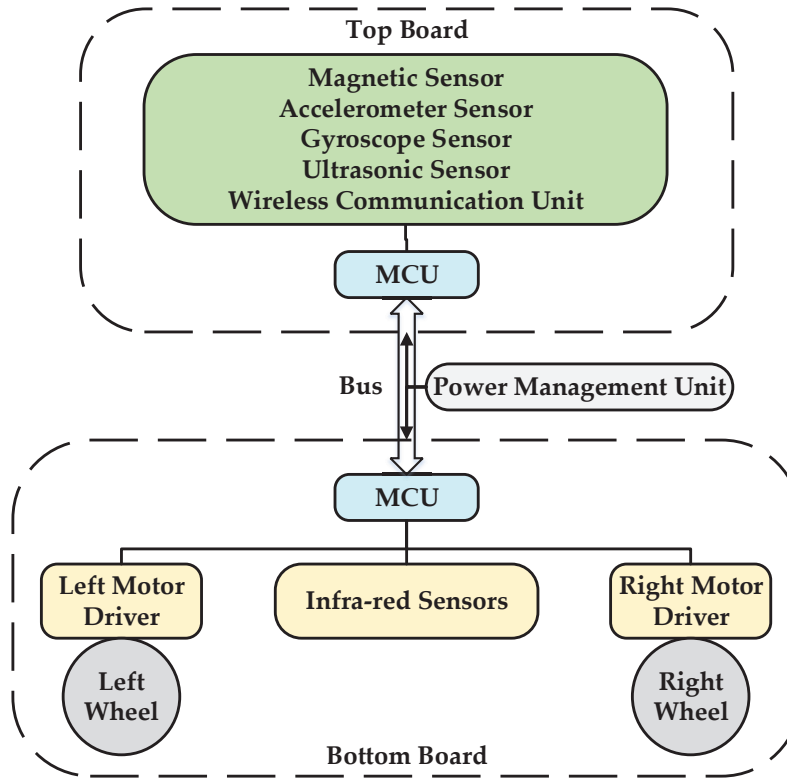 Top Board
Magnetic Sensor
Accelerometer Sensor
Gyroscope Sensor
Ultrasonic Sensor
Wireless Communication Unit
MCU
Bus
Power Management Unit
MCU
Left Motor
Driver
Infra-red Sensors
Right Motor
Driver
Left
Wheel
Right
Wheel
Bottom Board